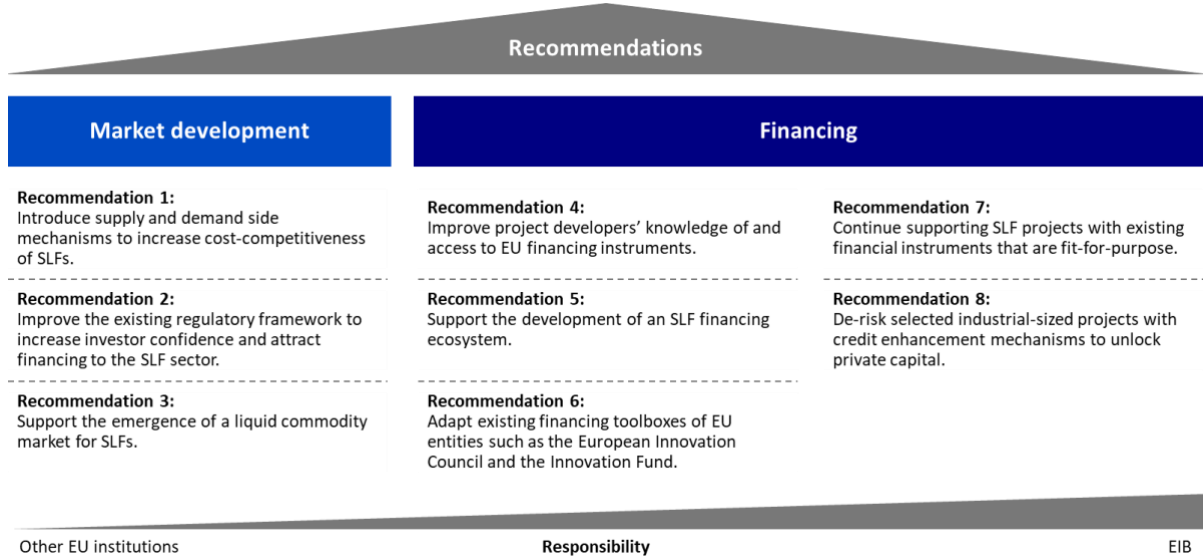 Recommendations
Market development
Financing
Recommendation 1:
Introduce supply and demand side
mechanisms to increase cost-competitiveness
of SLFs.
Recommendation 2:
Improve the existing regulatory framework to
increase investor confidence and attract
financing to the SLF sector.
Recommendation 3:
Support the emergence of a liquid commodity
market for SLFs.
Recommendation 4:
Improve project developers’ knowledge of and
access to EU financing instruments.
Recommendation 5:
Support the development of an SLF financing
ecosystem.
Recommendation 6:
Adapt existing financing toolboxes of EU
entities such as the European Innovation
Council and the Innovation Fund.
Recommendation 7:
Continue supporting SLF projects with existing
financial instruments that are fit-for-purpose.
Recommendation 8:
De-risk selected industrial-sized projects with
credit enhancement mechanisms to unlock
private capital.
Other EU institutions
Responsibility
EIB